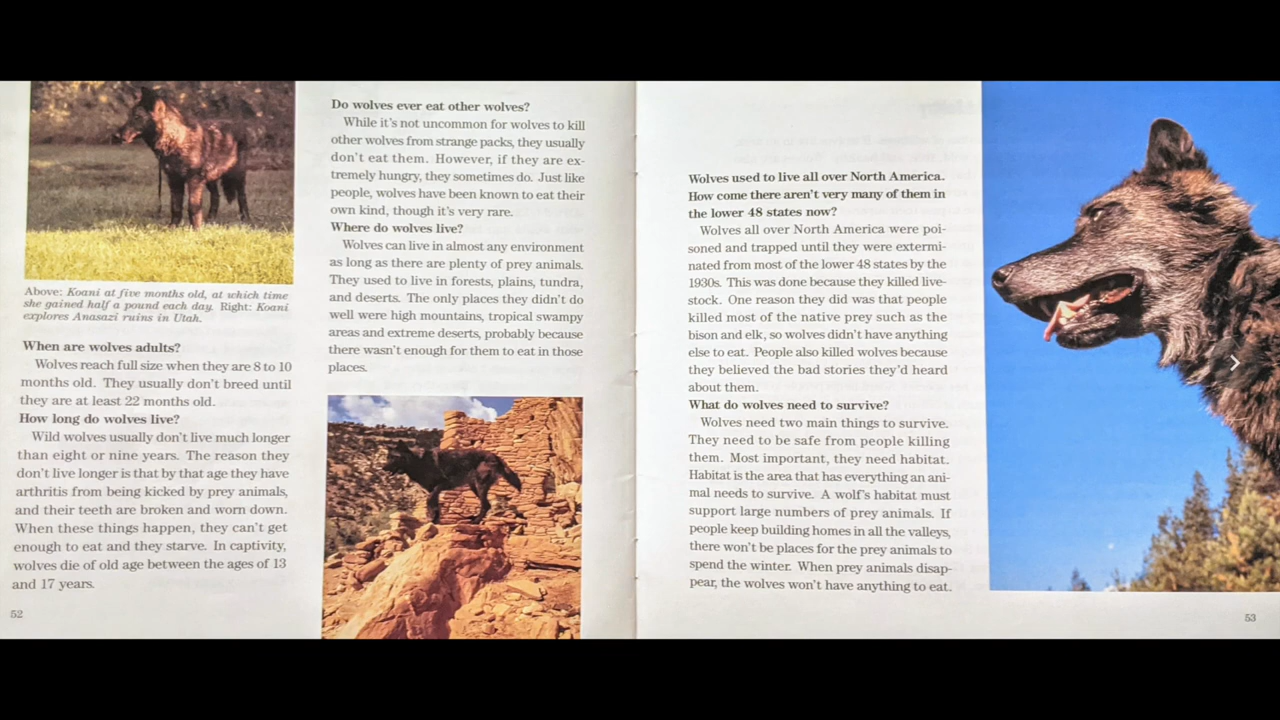 Above: Koani at five months old, at which time
she gained half a pound each day. Right: Koani
explores Anasazi ruins in Utah.
When are wolves adults?
Wolves reach full size when they are 8 to 10
months old. They usually don't breed until
they are at least 22 months old.
How long do wolves live?
Wild wolves usually don't live much longer
than eight or nine years. The reason they
don't live longer is that by that age they have
arthritis from being kicked by prey animals,
and their teeth are broken and worn down.
When these things happen, they can't get
enough to eat and they starve. In captivity,
wolves die of old age between the ages of 13
and 17 years.
52
Do wolves ever eat other wolves?
While it's not uncommon for wolves to kill
other wolves from strange packs, they usually
don't eat them. However, if they are ex-
tremely hungry, they sometimes do. Just like
people, wolves have been known to eat their
own kind, though it's very rare.
Where do wolves live?
Wolves can live in almost any environment
as long as there are plenty of prey animals.
They used to live in forests, plains, tundra,
and deserts. The only places they didn't do
well were high mountains, tropical swampy
areas and extreme deserts, probably because
there wasn't enough for them to eat in those
places.
Wolves used to live all over North America.
How come there aren't very many of them in
the lower 48 states now?
Wolves all over North America were poi-
soned and trapped until they were extermi-
nated from most of the lower 48 states by the
1930s. This was done because they killed live-
stock. One reason they did was that people
killed most of the native prey such as the
bison and elk, so wolves didn't have anything
else to eat. People also killed wolves because
they believed the bad stories they'd heard
about them.
What do wolves need to survive?
Wolves need two main things to survive.
They need to be safe from people killing
them. Most important, they need habitat.
Habitat is the area that has everything an ani-
mal needs to survive. A wolf's habitat must
support large numbers of prey animals. If
people keep building homes in all the valleys,
there won't be places for the prey animals to
spend the winter. When prey animals disap-
pear, the wolves won't have anything to eat.
53